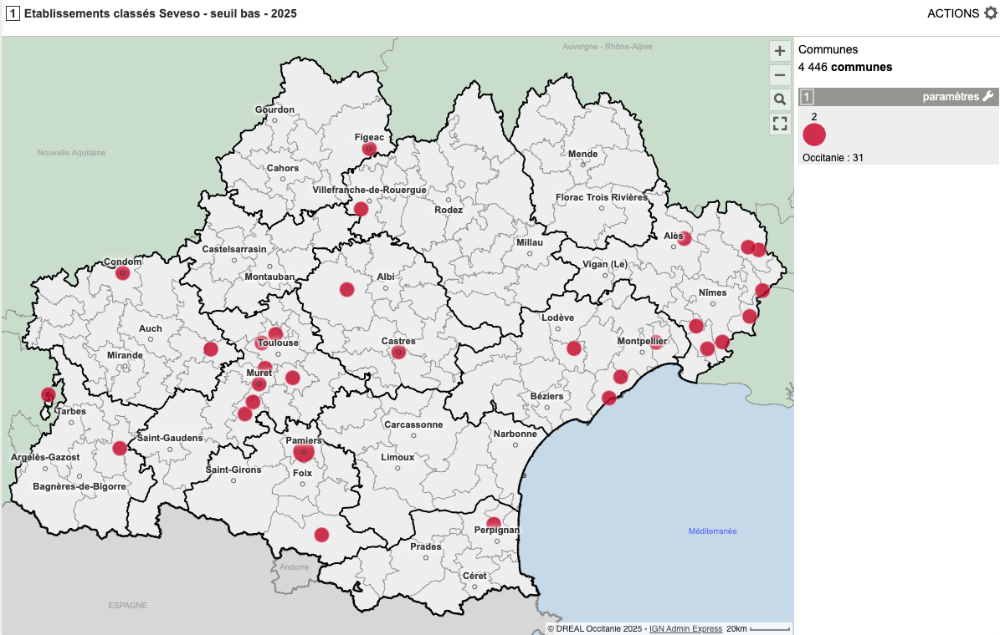 1 Etablissements classés Seveso - seuil bas - 2025
ACTIONS
Auvergne - Rhône-Alpes
Communes
4 446 communes
1 paramètres
2
Occitanie : 31
Gourdon
Figeac
Nouvelle Aquitaine
Mende
Cahors
Villefranche-de-Rouergue
Florac Trois Rivières
Rodez
Alès
Millau
Castelsarrasin
Condom
Vigan (Le)
Montauban
Albi
Nîmes
Lodève
Auch
Toulouse
Castres
Montpellier
Mirande
Muret
Béziers
Tarbes
Carcassonne
Saint-Gaudens
Pamiers
Narbonne
Argelès-Gazost
Limoux
Saint-Girons
Foix
Bagnères-de-Bigorre
Perpignan
Méditerranée
Prades
Andorre
Céret
ESPAGNE
© DREAL Occitanie 2025 - IGN Admin Express 20km